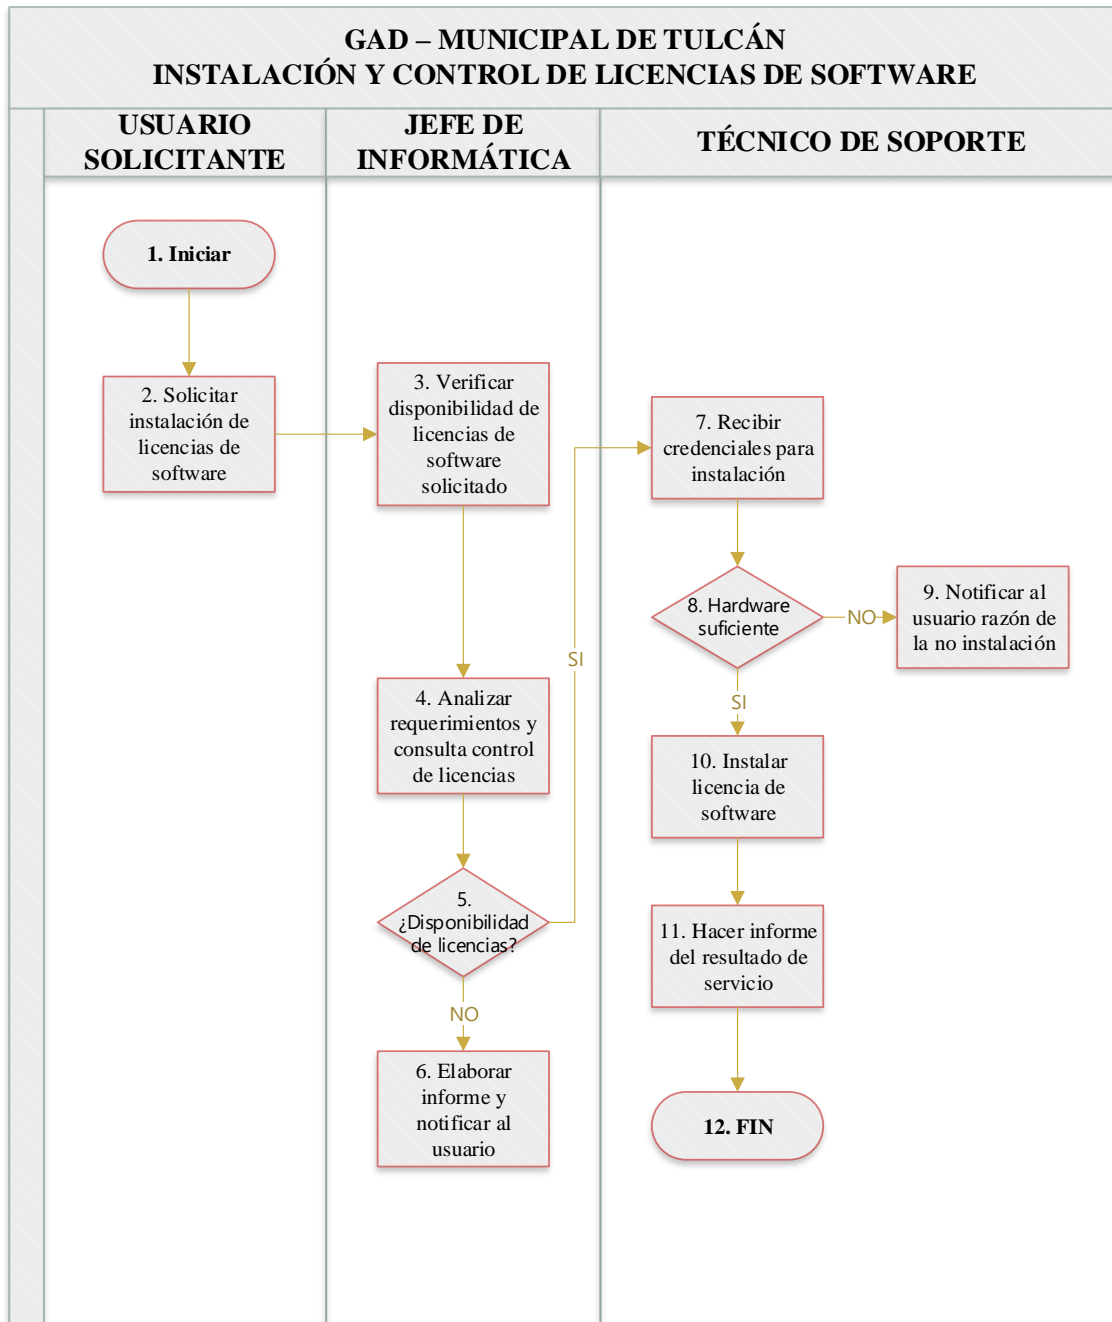 GAD – MUNICIPAL DE TULCÁN
INSTALACIÓN Y CONTROL DE LICENCIAS DE SOFTWARE
USUARIO
SOLICITANTE
JEFE DE
INFORMÁTICA
TÉCNICO DE SOPORTE
1. Iniciar
2. Solicitar
instalación de
licencias de
software
3. Verificar
disponibilidad de
licencias de
software
solicitado
4. Analizar
requerimientos y
consulta control
de licencias
5.
¿Disponibilidad
de licencias?
SI
NO
6. Elaborar
informe y
notificar al
usuario
7. Recibir
credenciales para
instalación
8. Hardware
suficiente
NO
9. Notificar al
usuario razón de
la no instalación
SI
10. Instalar
licencia de
software
11. Hacer informe
del resultado de
servicio
12. FIN